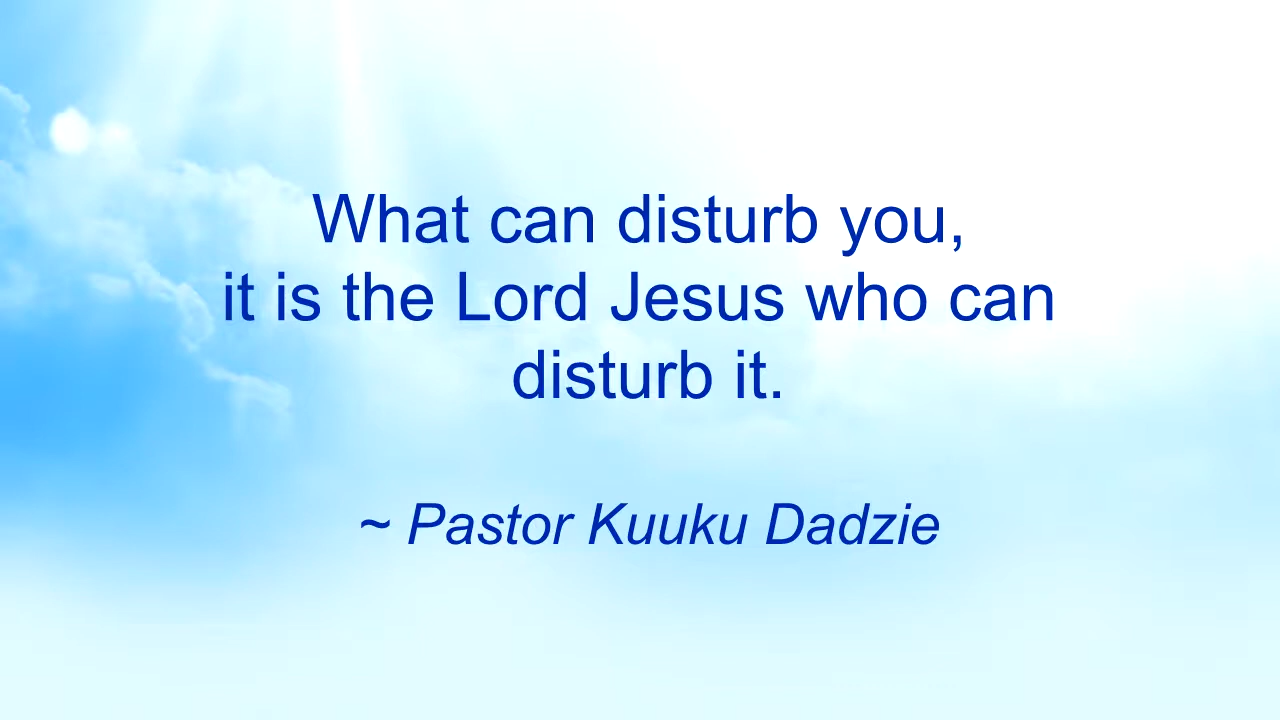 What can disturb you,
it is the Lord Jesus who can
disturb it.
~ Pastor Kuuku Dadzie